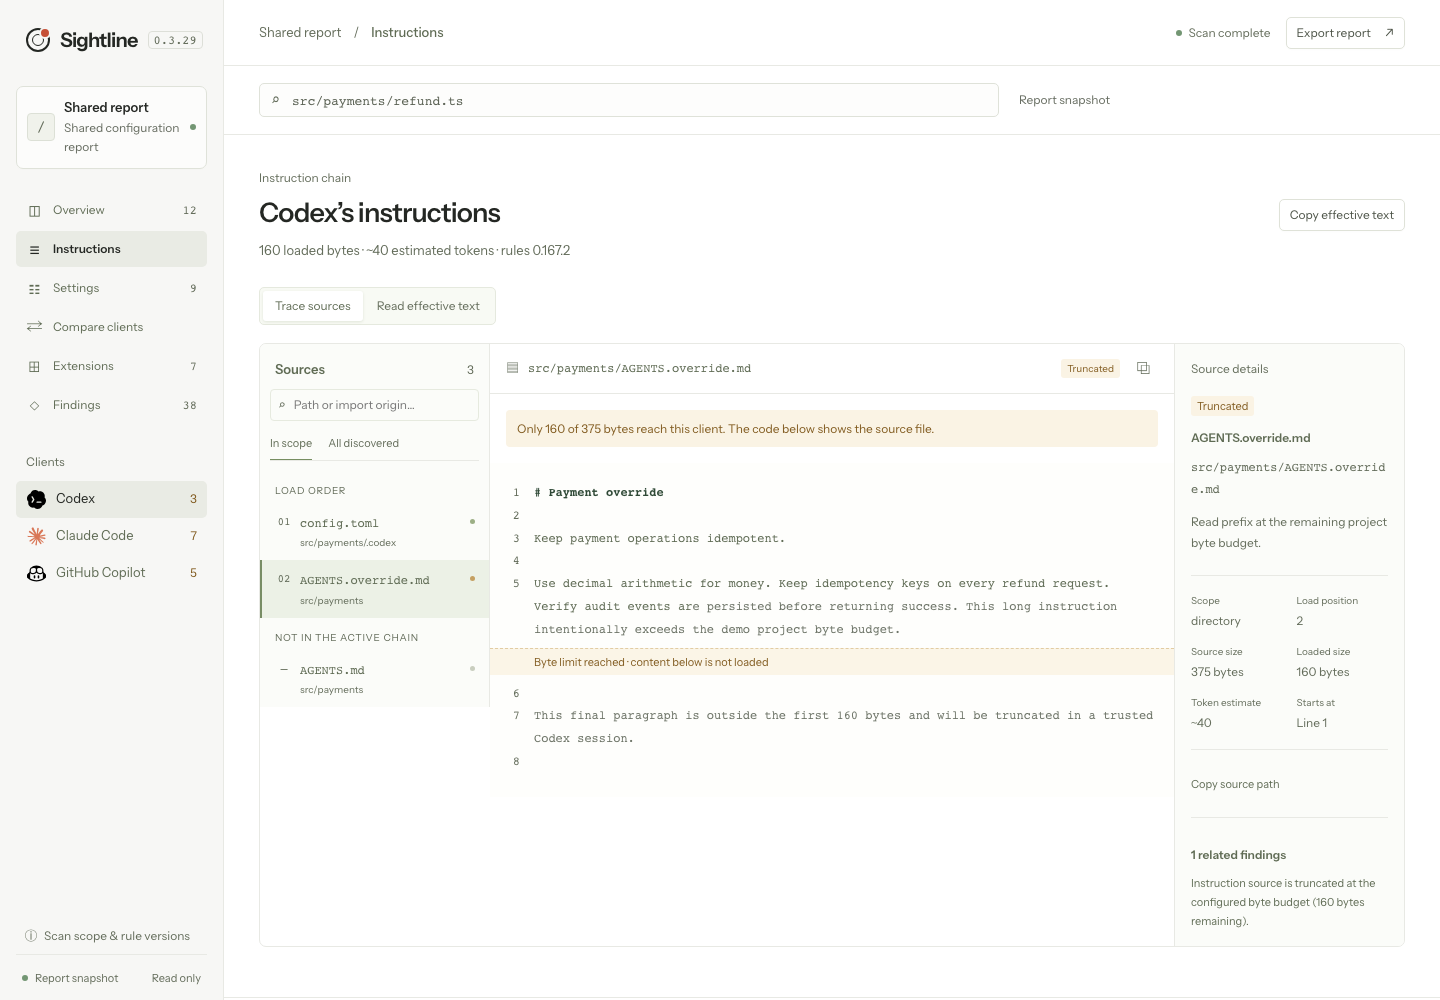 Sightline 0.3.29
Shared report
/ Shared configuration
report
Overview 12
Instructions
Settings 9
Compare clients
Extensions 7
Findings 38
Clients
Codex 3
Claude Code 7
GitHub Copilot 5
Scan scope & rule versions
Report snapshot Read only
Shared report / Instructions
Scan complete
Export report ↗
src/payments/refund.ts
Report snapshot
Instruction chain
Codex’s instructions
Copy effective text
160 loaded bytes · ~40 estimated tokens · rules 0.167.2
Trace sources Read effective text
Sources 3
Path or import origin...
In scope All discovered
LOAD ORDER
01 config.toml
src/payments/.codex
02 AGENTS.override.md
src/payments
NOT IN THE ACTIVE CHAIN
— AGENTS.md
src/payments
src/payments/AGENTS.override.md Truncated
Only 160 of 375 bytes reach this client. The code below shows the source file.
1 # Payment override
2
3 Keep payment operations idempotent.
4
5 Use decimal arithmetic for money. Keep idempotency keys on every refund request.
Verify audit events are persisted before returning success. This long instruction
intentionally exceeds the demo project byte budget.
Byte limit reached · content below is not loaded
6
7 This final paragraph is outside the first 160 bytes and will be truncated in a trusted
Codex session.
8
Source details
Truncated
AGENTS.override.md
src/payments/AGENTS.overrid
e.md
Read prefix at the remaining project
byte budget.
Scope Load position
directory 2
Source size Loaded size
375 bytes 160 bytes
Token estimate Starts at
~40 Line 1
Copy source path
1 related findings
Instruction source is truncated at the
configured byte budget (160 bytes
remaining).